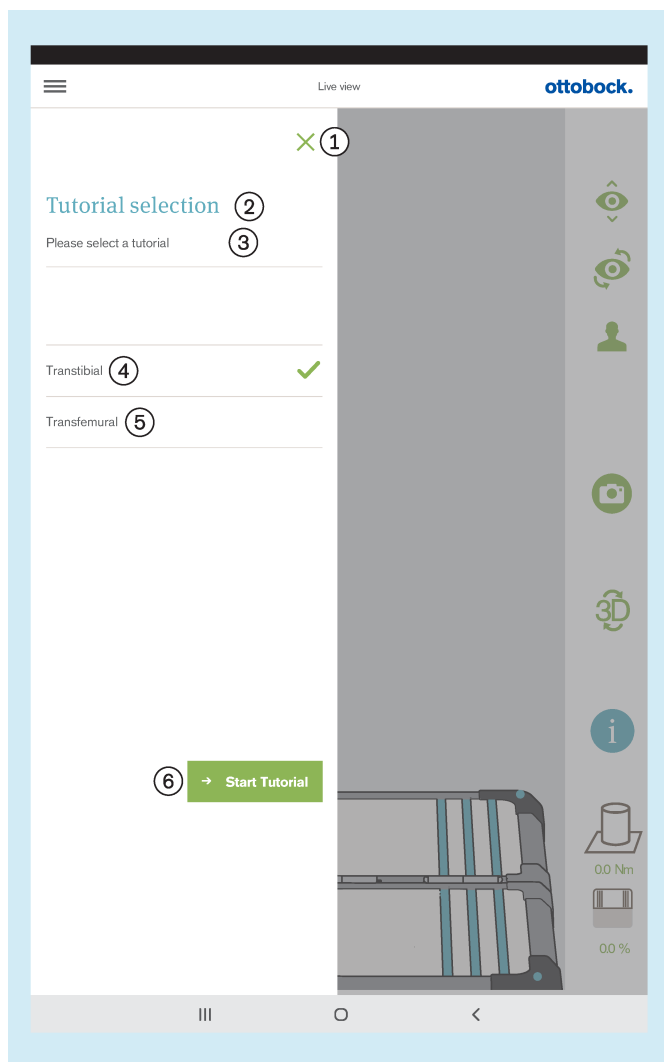 Live view
ottobock.
1
Tutorial selection 2
Please select a tutorial 3
Transtibial 4
Transfemural 5
3D
i
6 → Start Tutorial
0.0 Nm
0.0 %